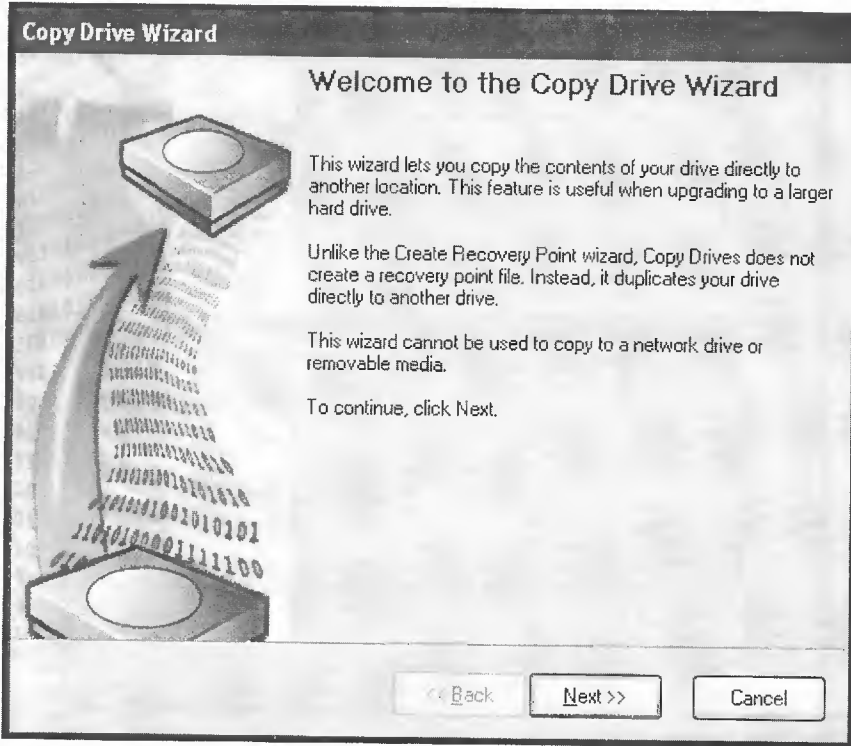 Copy Drive Wizard
Welcome to the Copy Drive Wizard
This wizard lets you copy the contents of your drive directly to
another location. This feature is useful when upgrading to a larger
hard drive.
Unlike the Create Recovery Point wizard, Copy Drives does not
create a recovery point file. Instead, it duplicates your drive
directly to another drive.
This wizard cannot be used to copy to a network drive or
removable media.
To continue, click Next.
<< Back
Next >>
Cancel